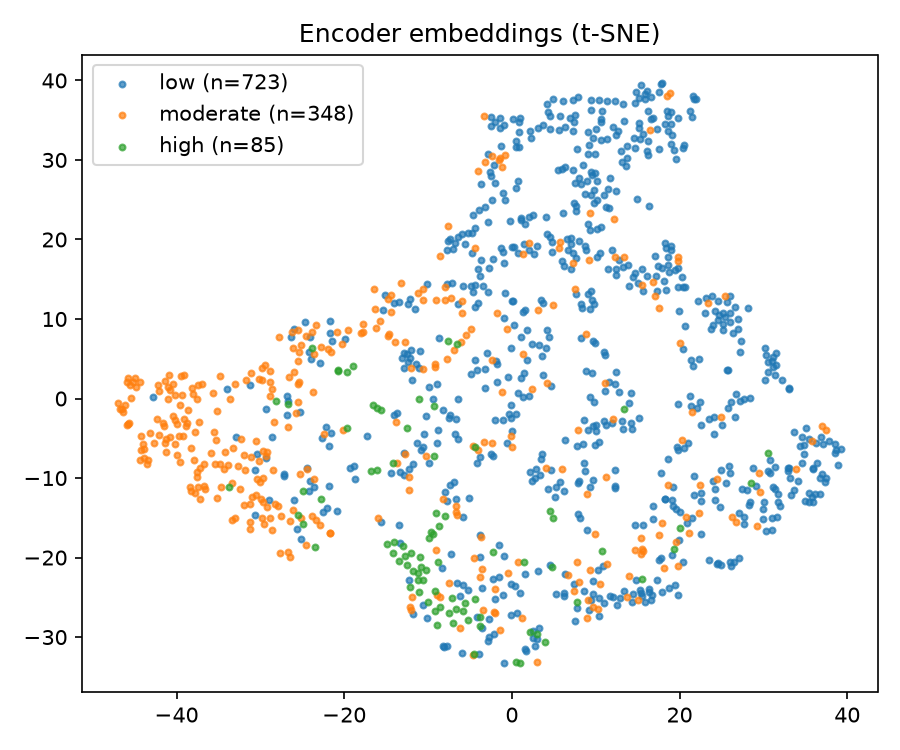 Encoder embeddings (t-SNE)
low (n=723)
moderate (n=348)
high (n=85)
40
30
20
10
0
−10
−20
−30
−40 −20 0 20 40